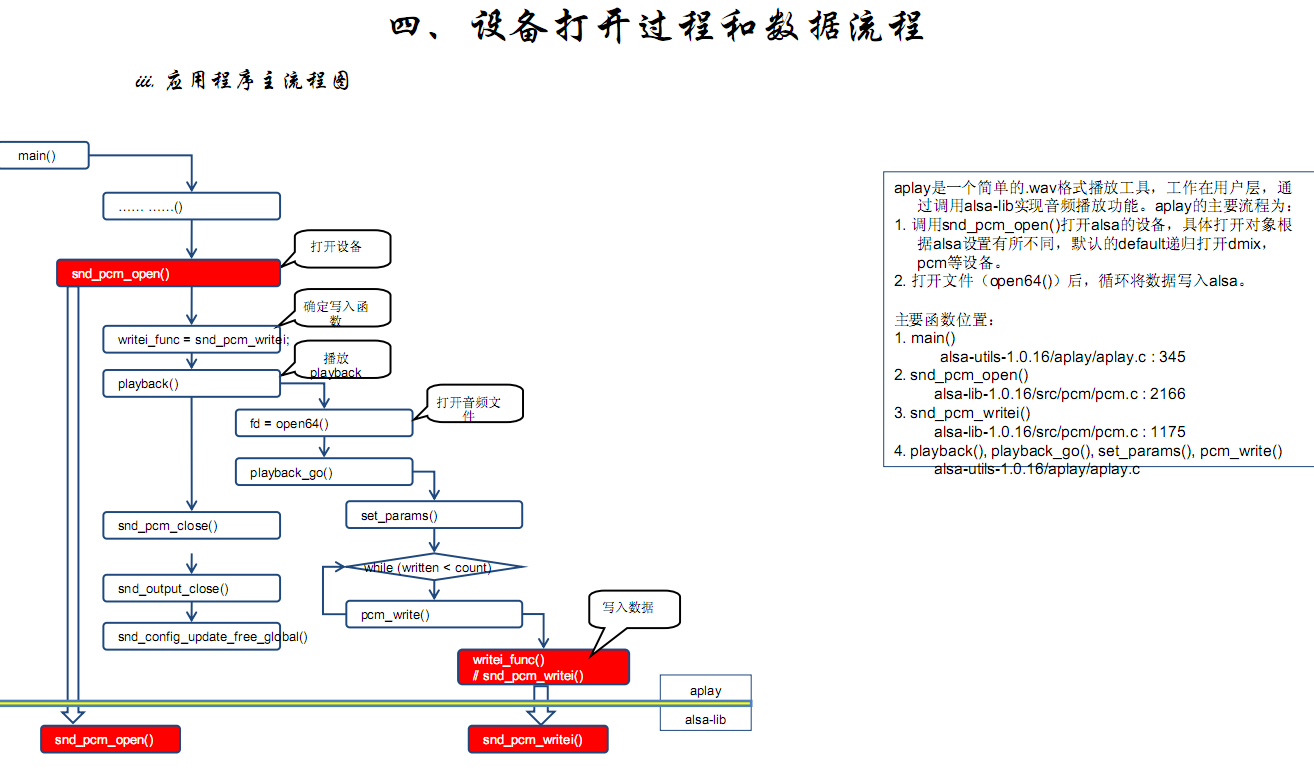 四、设备打开过程和数据流程
iii. 应用程序主流程图
main()
…… ……()
打开设备
snd_pcm_open()
确定写入函
数
writei_func = snd_pcm_writei;
播放
playback
playback()
打开音频文
件
fd = open64()
playback_go()
snd_pcm_close()
set_params()
while (written < count)
snd_output_close()
pcm_write()
写入数据
snd_config_update_free_global()
writei_func()
// snd_pcm_writei()
aplay
alsa-lib
snd_pcm_open()
snd_pcm_writei()
aplay是一个简单的.wav格式播放工具，工作在用户层，通
过调用alsa-lib实现音频播放功能。aplay的主要流程为：
1. 调用snd_pcm_open()打开alsa的设备，具体打开对象根
据alsa设置有所不同，默认的default递归打开dmix，
pcm等设备。
2. 打开文件（open64()）后，循环将数据写入alsa。
主要函数位置：
1. main()
alsa-utils-1.0.16/aplay/aplay.c : 345
2. snd_pcm_open()
alsa-lib-1.0.16/src/pcm/pcm.c : 2166
3. snd_pcm_writei()
alsa-lib-1.0.16/src/pcm/pcm.c : 1175
4. playback(), playback_go(), set_params(), pcm_write()
alsa-utils-1.0.16/aplay/aplay.c